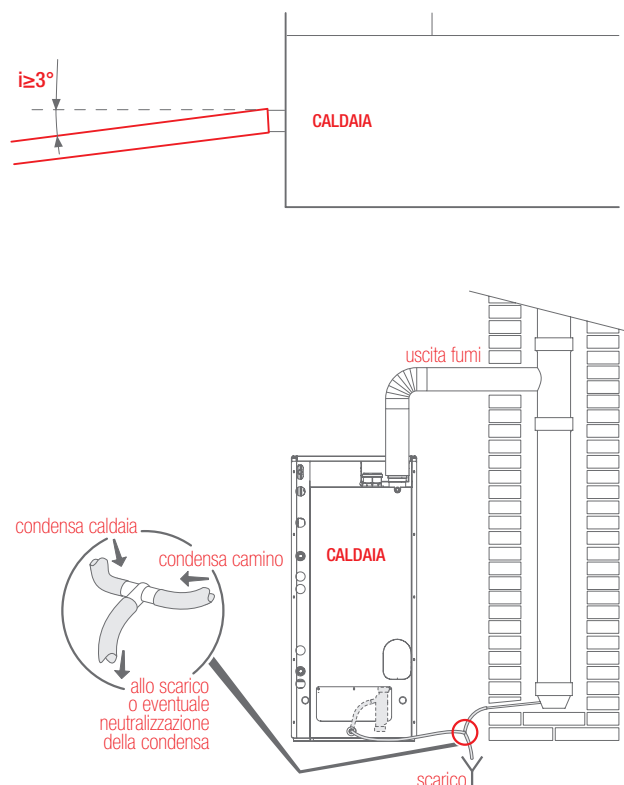 i≥3°
CALDAIA
uscita fumi
condensa caldaia
condensa camino
CALDAIA
allo scarico
o eventuale
neutralizzazione
della condensa
scarico